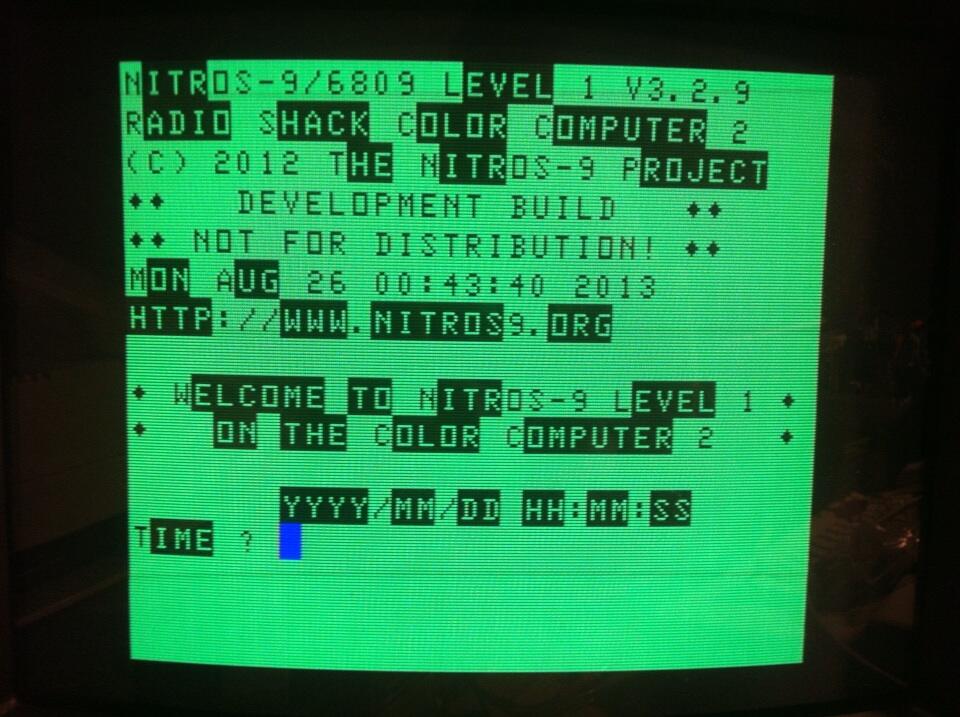 NITROS-9/6809 LEVEL 1 V3.2.9
RADIO SHACK COLOR COMPUTER 2
(C) 2012 THE NITROS-9 PROJECT
** DEVELOPMENT BUILD **
** NOT FOR DISTRIBUTION! **
MON AUG 26 00:43:40 2013
HTTP://WWW.NITROS9.ORG
* WELCOME TO NITROS-9 LEVEL 1 *
* ON THE COLOR COMPUTER 2 *
YYYY/MM/DD HH:MM:SS
TIME ?